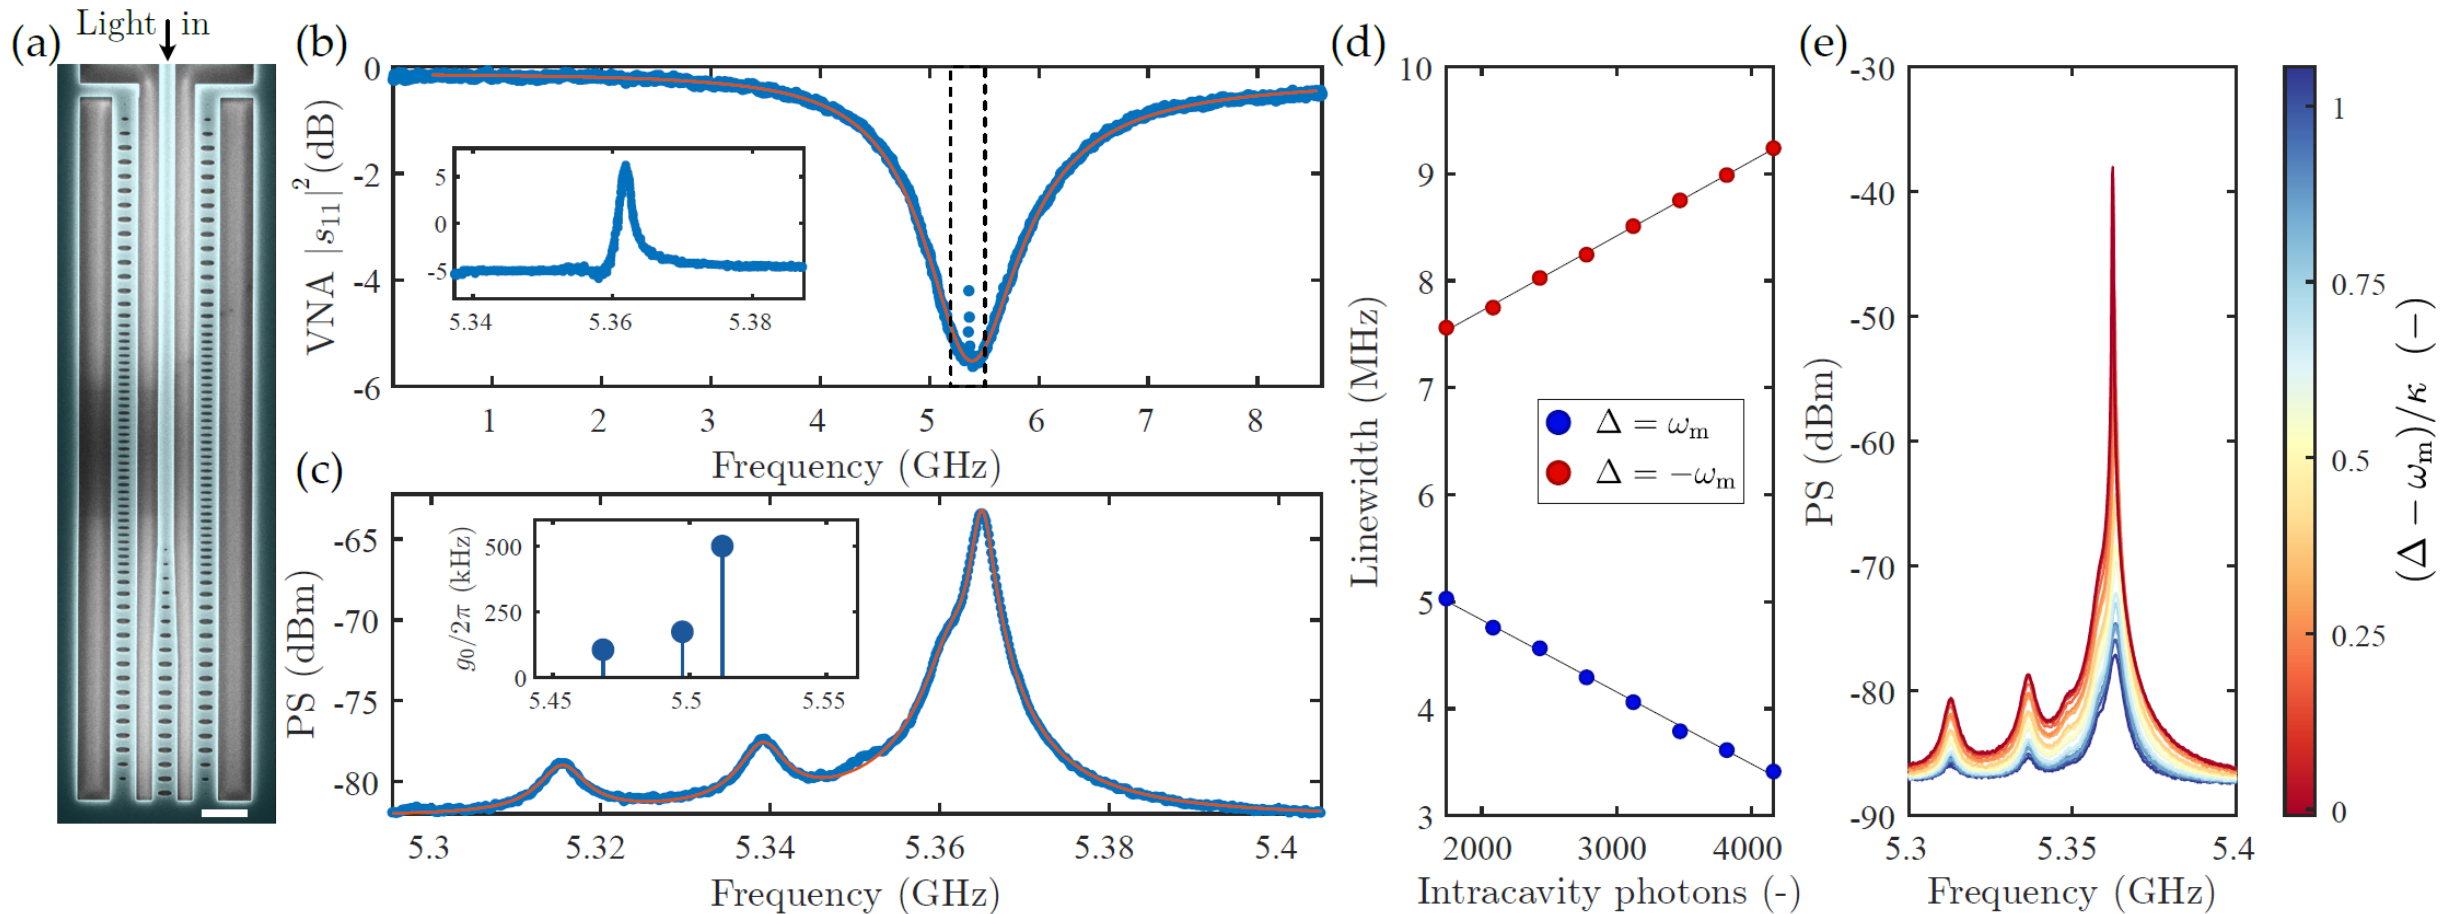 (a)
Light in
(b)
0
-2
-4
-6
VNA |s₁₁|² (dB)
5
0
-5
5.34 5.36 5.38
1 2 3 4 5 6 7 8
Frequency (GHz)
(c)
-65
-70
-75
-80
PS (dBm)
500
250
0
g₀/2π (kHz)
5.45 5.5 5.55
5.3 5.32 5.34 5.36 5.38 5.4
Frequency (GHz)
(d)
10
9
8
7
6
5
4
3
Linewidth (MHz)
Δ = ωₘ
Δ = −ωₘ
2000 3000 4000
Intracavity photons (-)
(e)
-30
-40
-50
-60
-70
-80
-90
PS (dBm)
5.3 5.35 5.4
Frequency (GHz)
1
0.75
0.5
0.25
0
(Δ − ωₘ)/κ (−)